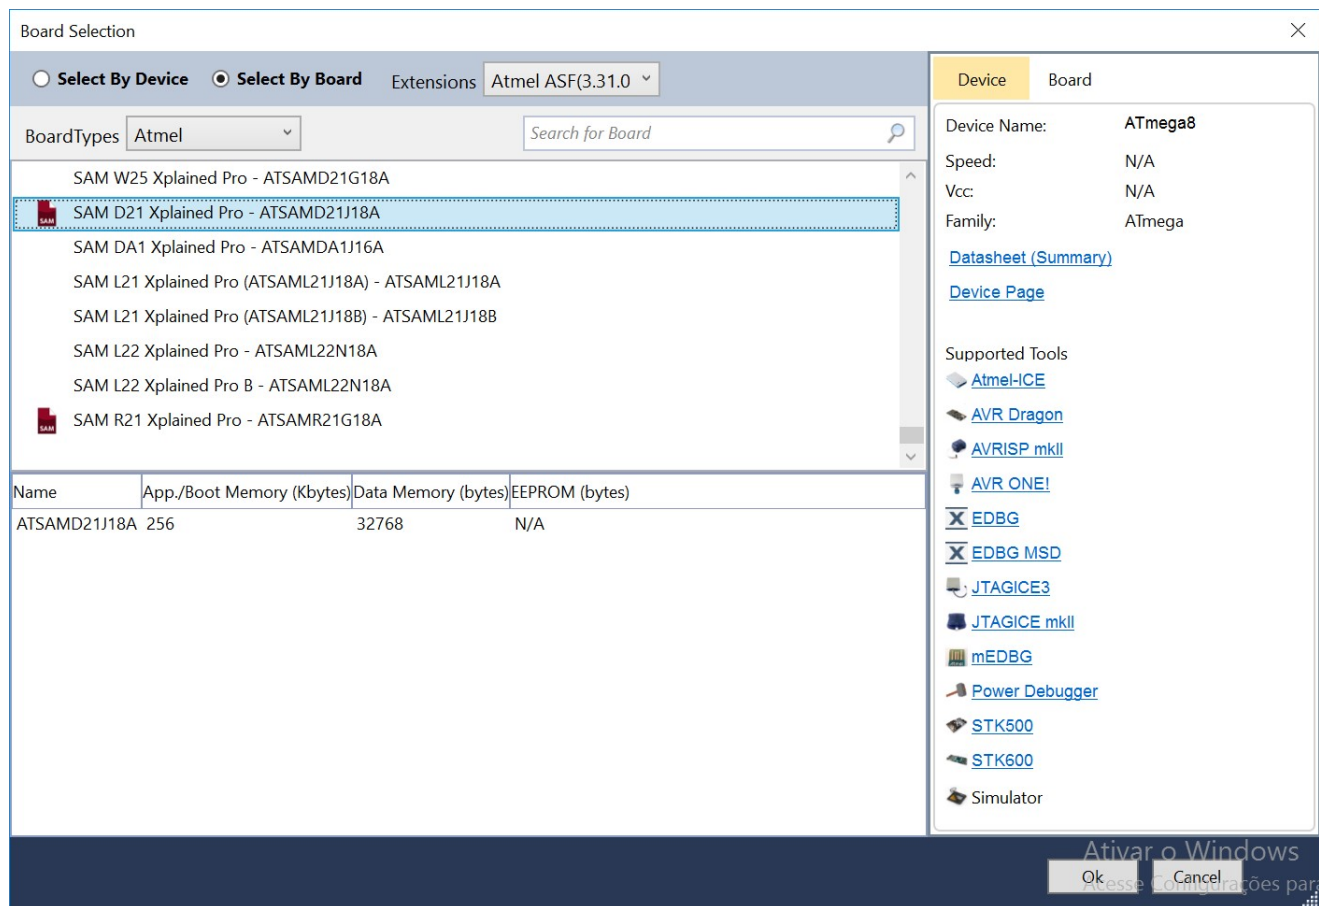 Board Selection
Select By Device Select By Board Extensions Atmel ASF(3.31.0
BoardTypes Atmel Search for Board
SAM W25 Xplained Pro - ATSAMD21G18A
SAM SAM D21 Xplained Pro - ATSAMD21J18A
SAM DA1 Xplained Pro - ATSAMDA1J16A
SAM L21 Xplained Pro (ATSAML21J18A) - ATSAML21J18A
SAM L21 Xplained Pro (ATSAML21J18B) - ATSAML21J18B
SAM L22 Xplained Pro - ATSAML22N18A
SAM L22 Xplained Pro B - ATSAML22N18A
SAM SAM R21 Xplained Pro - ATSAMR21G18A
Name App./Boot Memory (Kbytes) Data Memory (bytes) EEPROM (bytes)
ATSAMD21J18A 256 32768 N/A
Device Board
Device Name: ATmega8
Speed: N/A
Vcc: N/A
Family: ATmega
Datasheet (Summary)
Device Page
Supported Tools
Atmel-ICE
AVR Dragon
AVRISP mkII
AVR ONE!
EDBG
EDBG MSD
JTAGICE3
JTAGICE mkII
mEDBG
Power Debugger
STK500
STK600
Simulator
Ativar o Windows
Ok Cancel
Acesse Configurações para